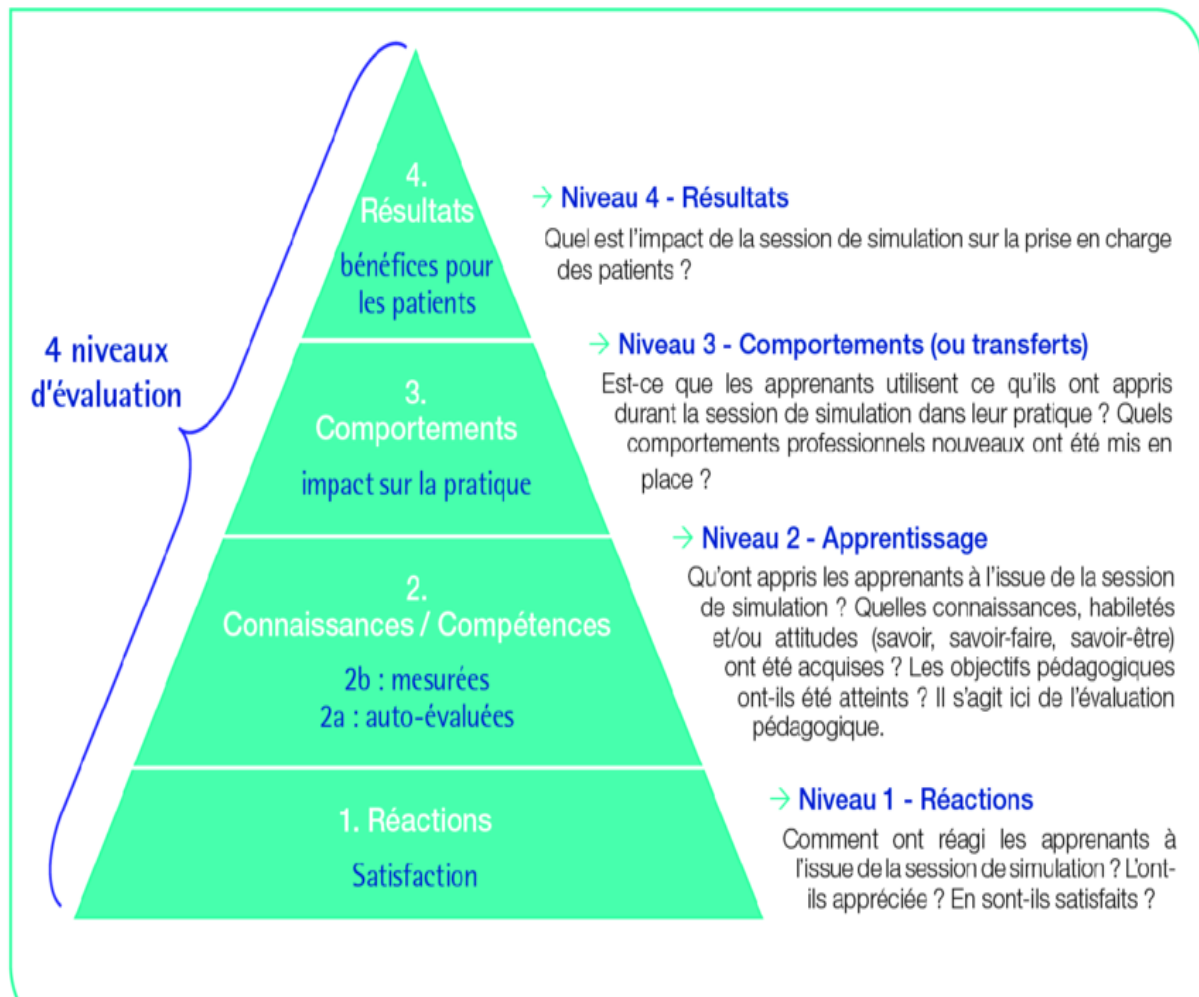 4 niveaux
d'évaluation
4.
Résultats
bénéfices pour
les patients
3.
Comportements
impact sur la pratique
2.
Connaissances / Compétences
2b : mesurées
2a : auto-évaluées
1. Réactions
Satisfaction
→ Niveau 4 - Résultats
Quel est l'impact de la session de simulation sur la prise en charge
des patients ?
→ Niveau 3 - Comportements (ou transferts)
Est-ce que les apprenants utilisent ce qu'ils ont appris
durant la session de simulation dans leur pratique ? Quels
comportements professionnels nouveaux ont été mis en
place ?
→ Niveau 2 - Apprentissage
Qu'ont appris les apprenants à l'issue de la session
de simulation ? Quelles connaissances, habiletés
et/ou attitudes (savoir, savoir-faire, savoir-être)
ont été acquises ? Les objectifs pédagogiques
ont-ils été atteints ? Il s'agit ici de l'évaluation
pédagogique.
→ Niveau 1 - Réactions
Comment ont réagi les apprenants à
l'issue de la session de simulation ? L'ont-
ils appréciée ? En sont-ils satisfaits ?